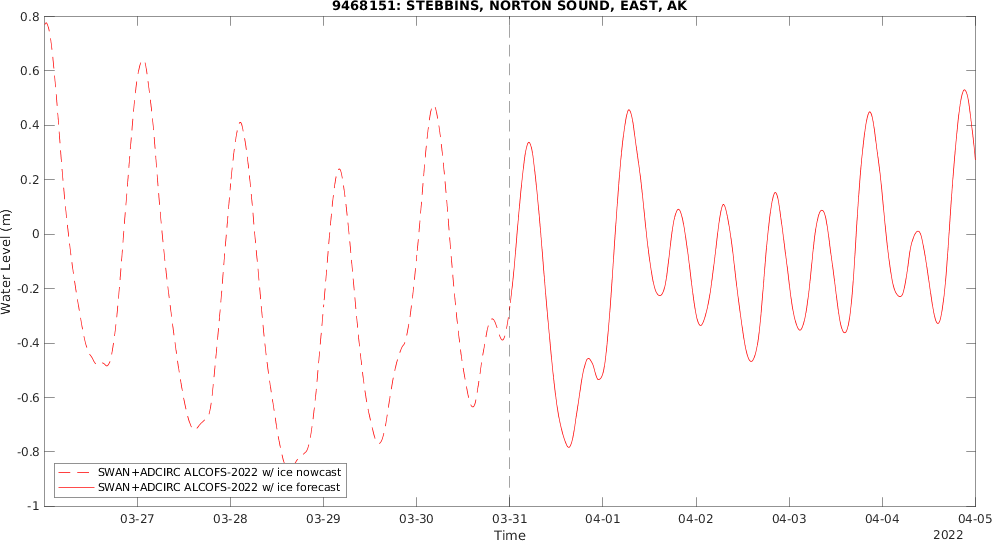 9468151: STEBBINS, NORTON SOUND, EAST, AK
Water Level (m)
0.8
0.6
0.4
0.2
0
-0.2
-0.4
-0.6
-0.8
-1
SWAN+ADCIRC ALCOFS-2022 w/ ice nowcast
SWAN+ADCIRC ALCOFS-2022 w/ ice forecast
03-27 03-28 03-29 03-30 03-31 04-01 04-02 04-03 04-04 04-05
Time
2022